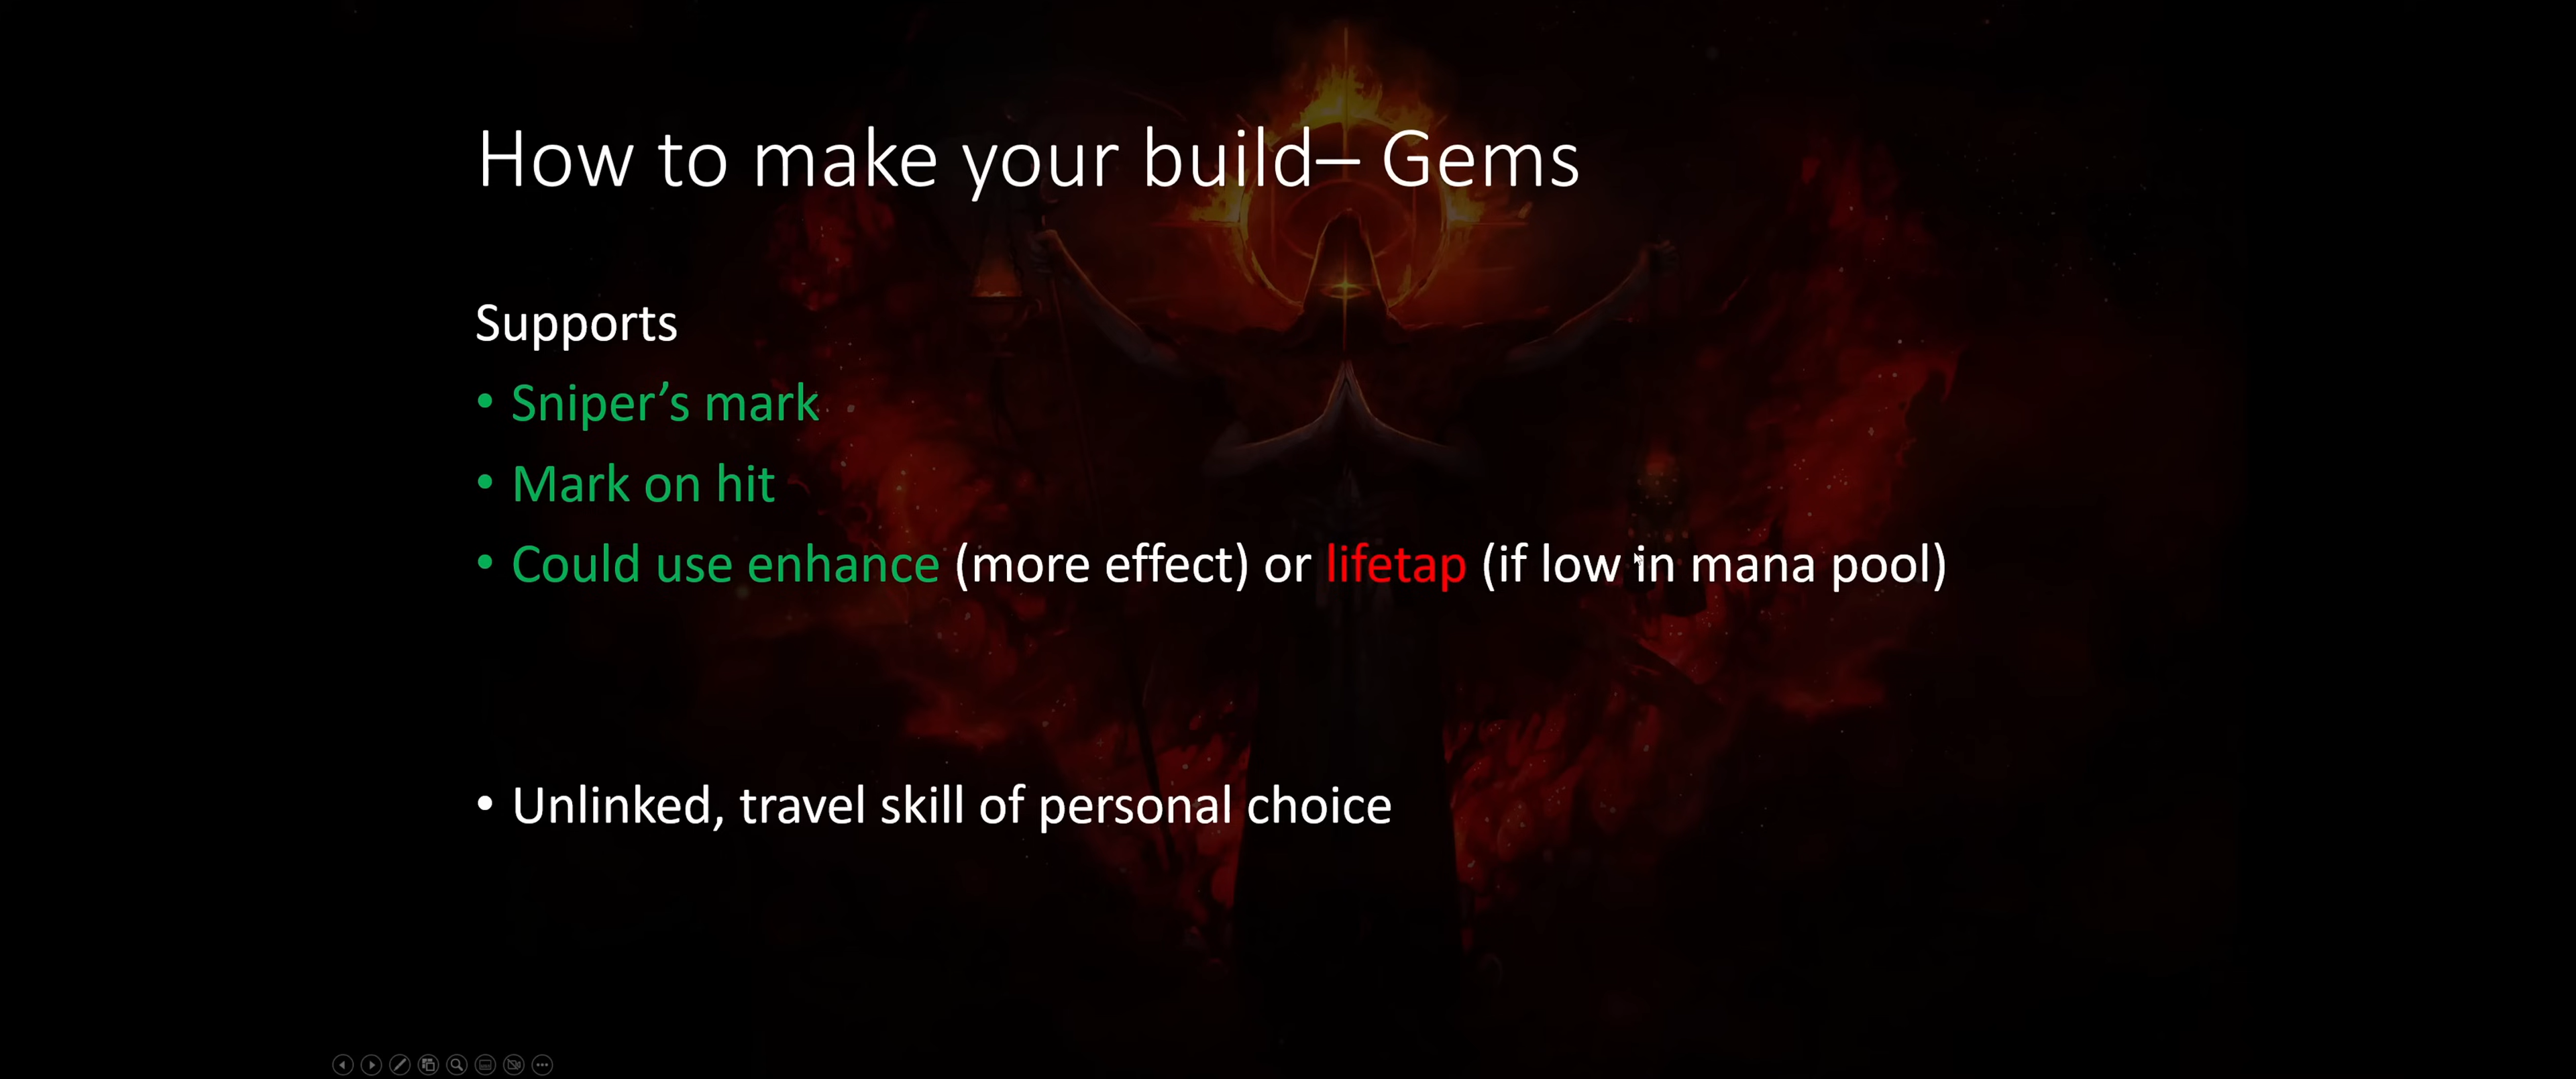 How to make your build– Gems
Supports
• Sniper’s mark
• Mark on hit
• Could use enhance (more effect) or lifetap (if low in mana pool)
• Unlinked, travel skill of personal choice